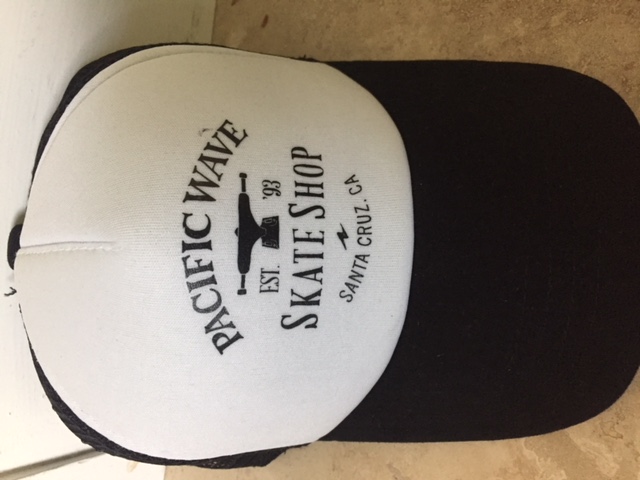 PACIFIC WAVE
EST. '93
SKATE SHOP
SANTA CRUZ. CA